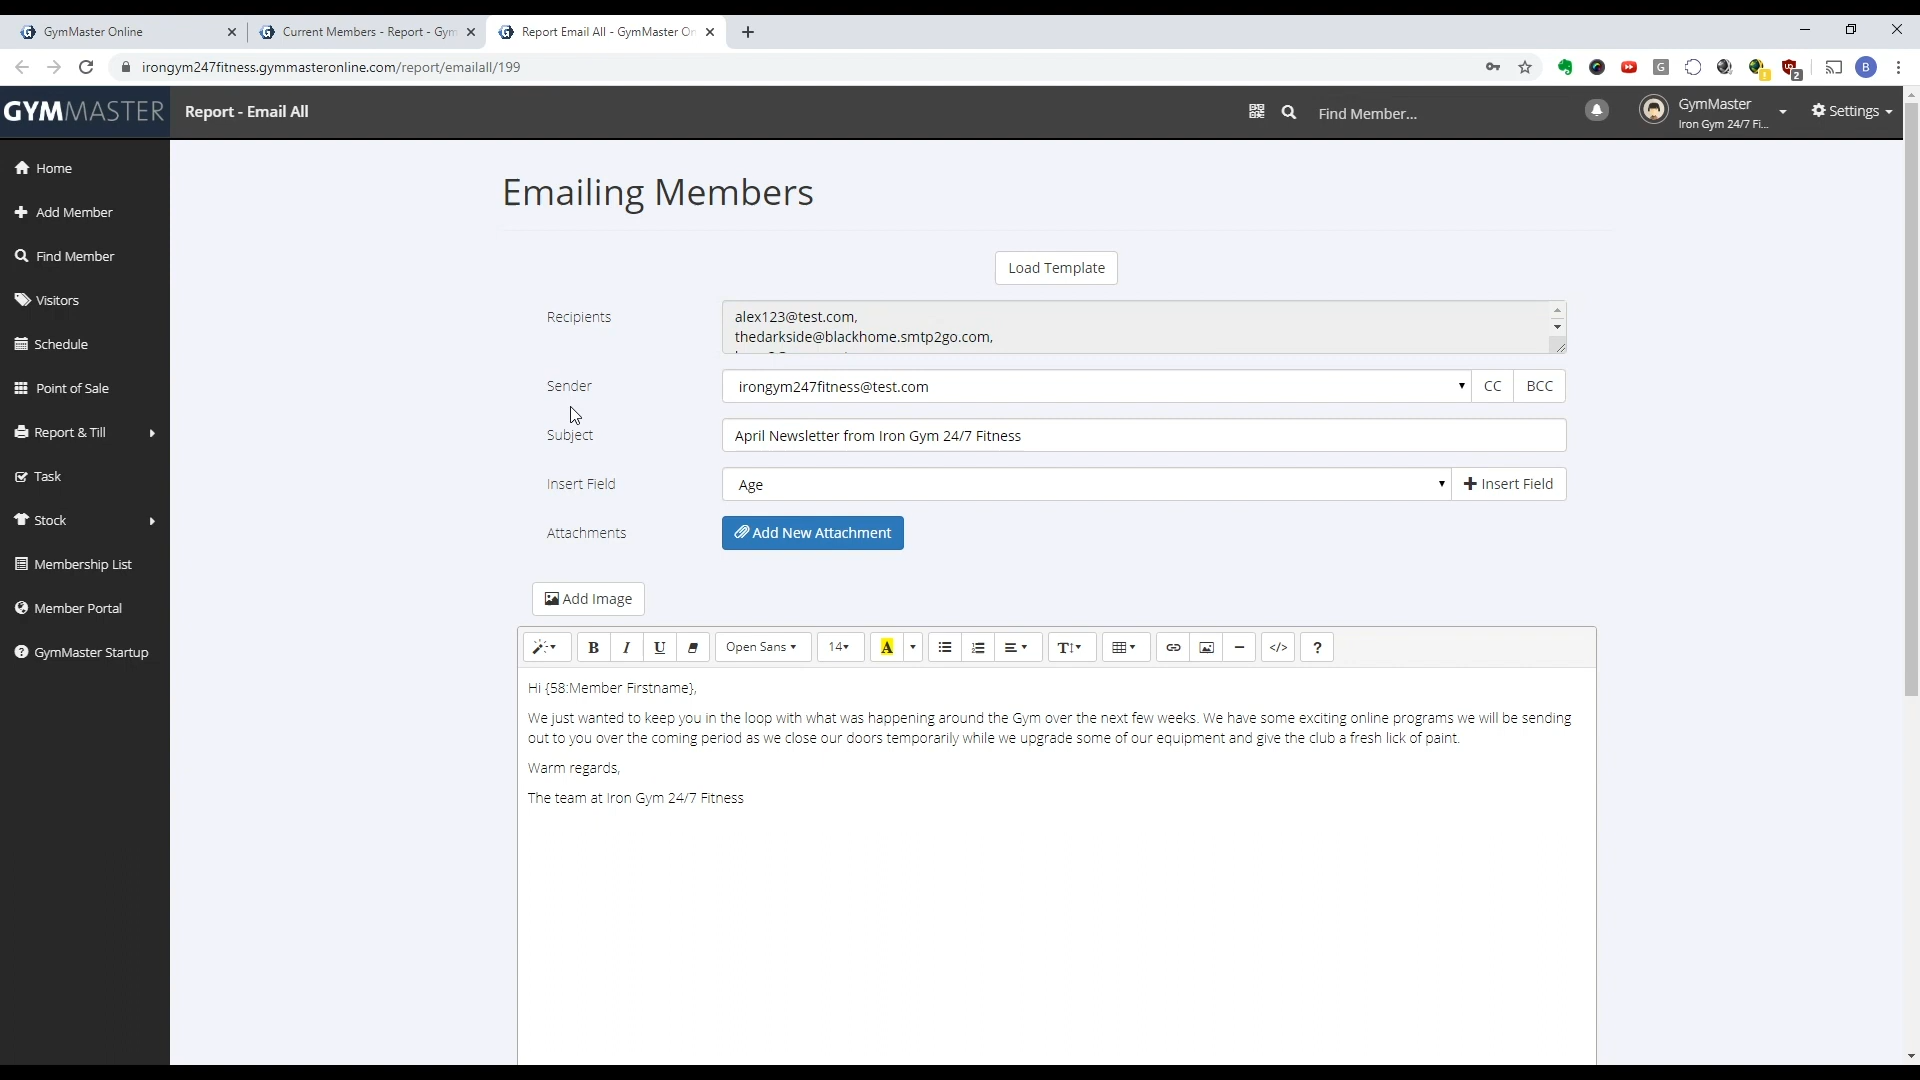 GymMaster Online
Current Members - Report - Gym
Report Email All - GymMaster On
irongym247fitness.gymmasteronline.com/report/emailall/199
G
2
B
GYMMASTER
Report - Email All
Find Member...
GymMaster
Iron Gym 24/7 Fi...
Settings
Home
Add Member
Find Member
Visitors
Schedule
Point of Sale
Report & Till
Task
Stock
Membership List
Member Portal
GymMaster Startup
Emailing Members
Load Template
Recipients
alex123@test.com,
thedarkside@blackhome.smtp2go.com,
Sender
irongym247fitness@test.com
CC
BCC
Subject
April Newsletter from Iron Gym 24/7 Fitness
Insert Field
Age
Insert Field
Attachments
Add New Attachment
Add Image
B I U Open Sans 14 A T </> ?
Hi {58:Member Firstname},
We just wanted to keep you in the loop with what was happening around the Gym over the next few weeks. We have some exciting online programs we will be sending
out to you over the coming period as we close our doors temporarily while we upgrade some of our equipment and give the club a fresh lick of paint.
Warm regards,
The team at Iron Gym 24/7 Fitness